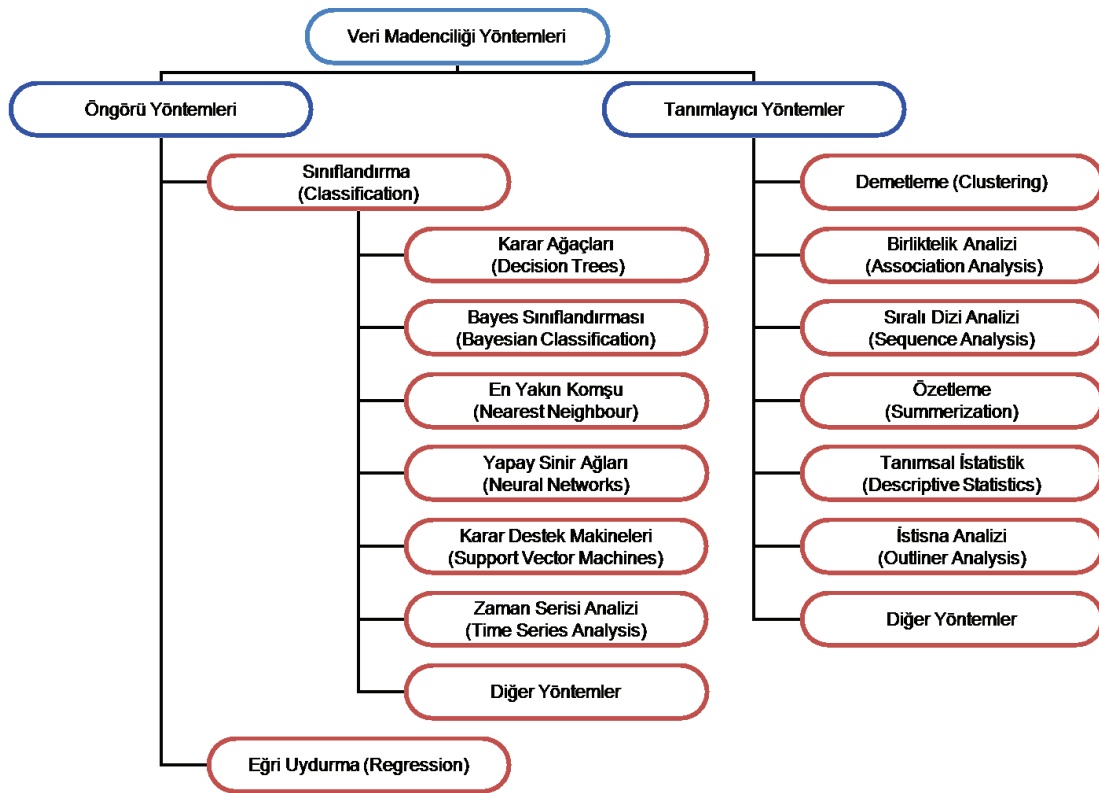 Veri Madenciliği Yöntemleri
Öngörü Yöntemleri
Sınıflandırma
(Classification)
Karar Ağaçları
(Decision Trees)
Bayes Sınıflandırması
(Bayesian Classification)
En Yakın Komşu
(Nearest Neighbour)
Yapay Sinir Ağları
(Neural Networks)
Karar Destek Makineleri
(Support Vector Machines)
Zaman Serisi Analizi
(Time Series Analysis)
Diğer Yöntemler
Eğri Uydurma (Regression)
Tanımlayıcı Yöntemler
Demetleme (Clustering)
Birliktelik Analizi
(Association Analysis)
Sıralı Dizi Analizi
(Sequence Analysis)
Özetleme
(Summerization)
Tanımsal İstatistik
(Descriptive Statistics)
İstisna Analizi
(Outliner Analysis)
Diğer Yöntemler